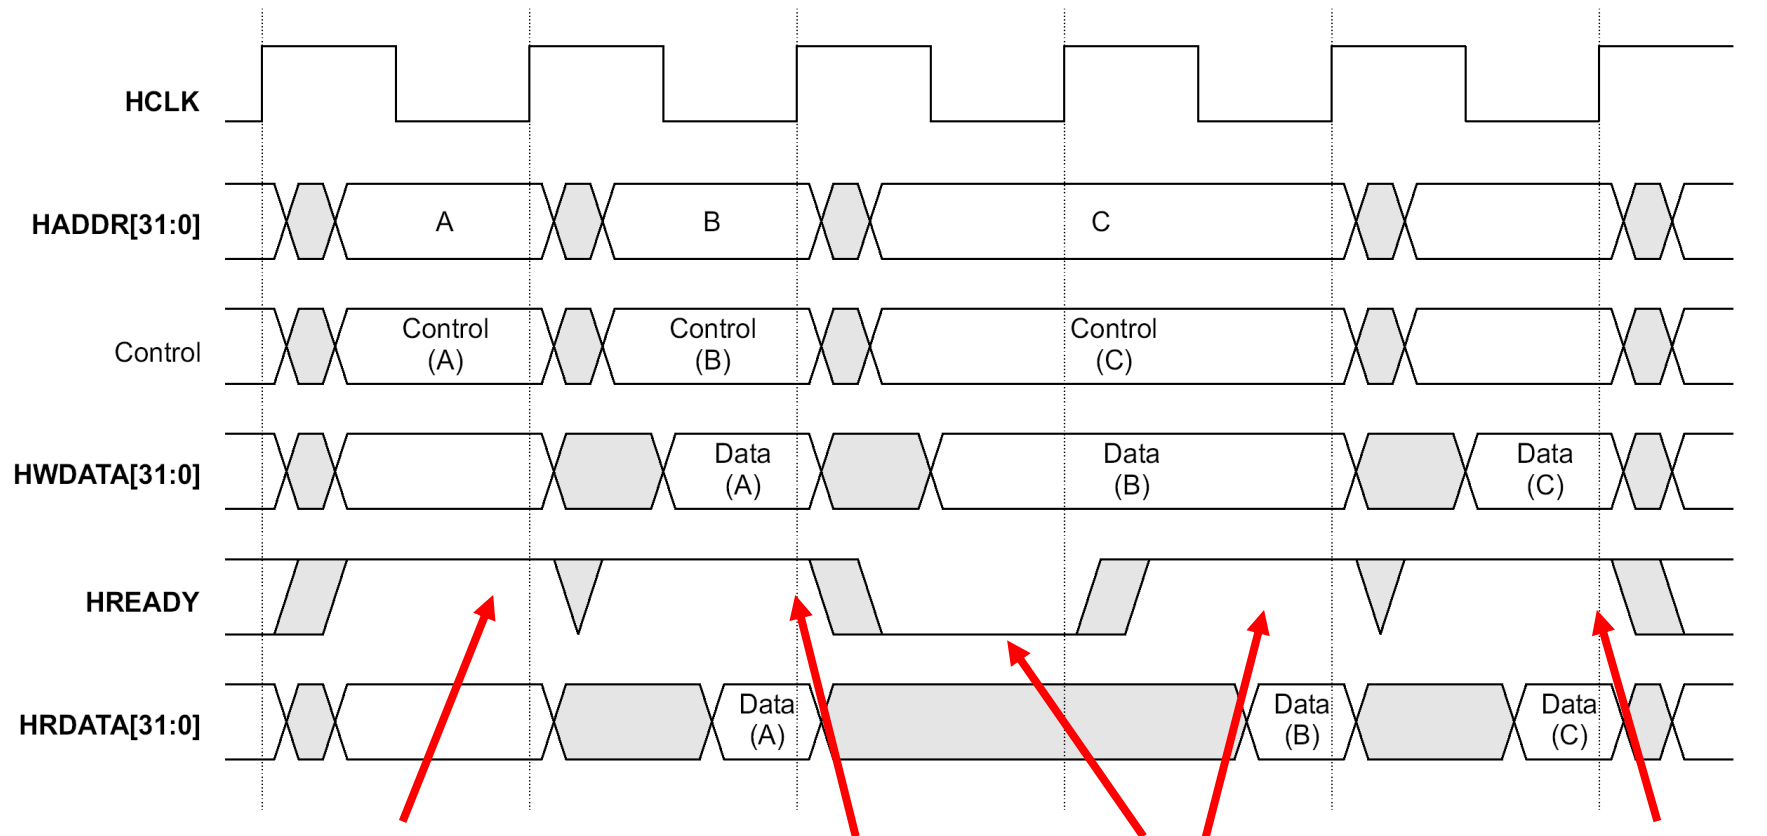 HCLK
HADDR[31:0]
A
B
C
Control
Control
(A)
Control
(B)
Control
(C)
HWDATA[31:0]
Data
(A)
Data
(B)
Data
(C)
HREADY
HRDATA[31:0]
Data
(A)
Data
(B)
Data
(C)